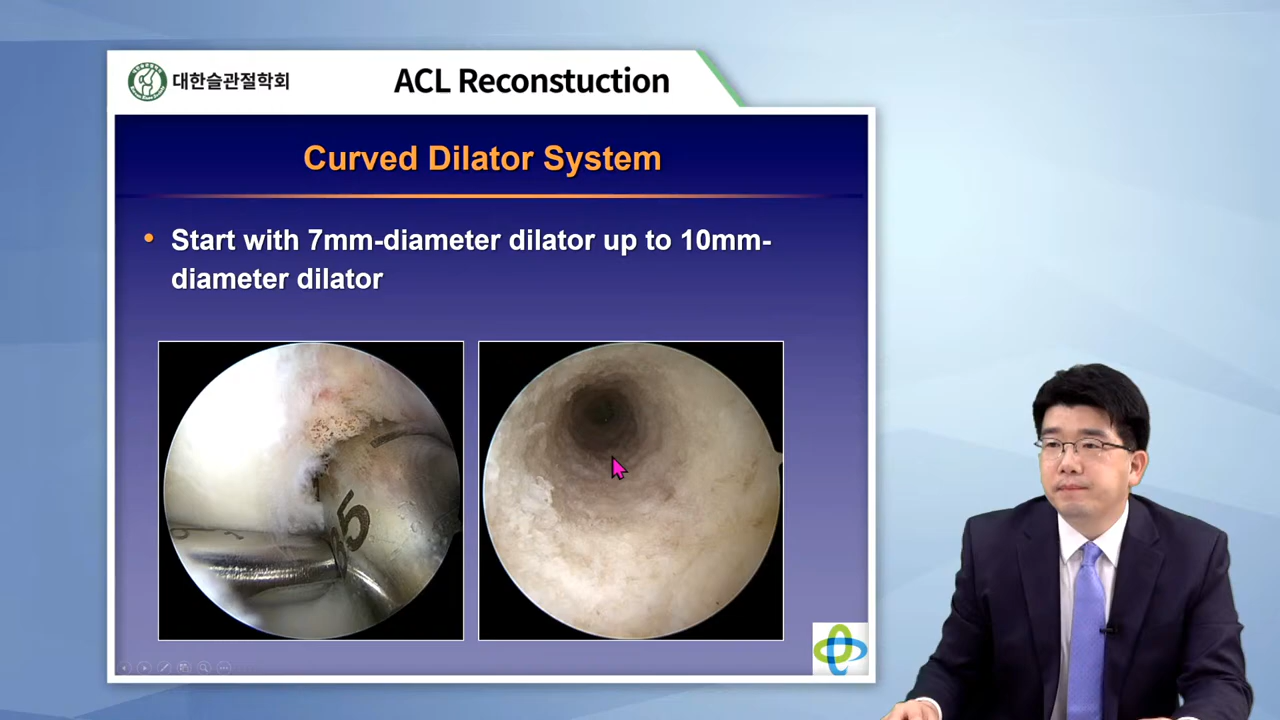 대한슬관절학회
ACL Reconstuction
Curved Dilator System
• Start with 7mm-diameter dilator up to 10mm-
diameter dilator